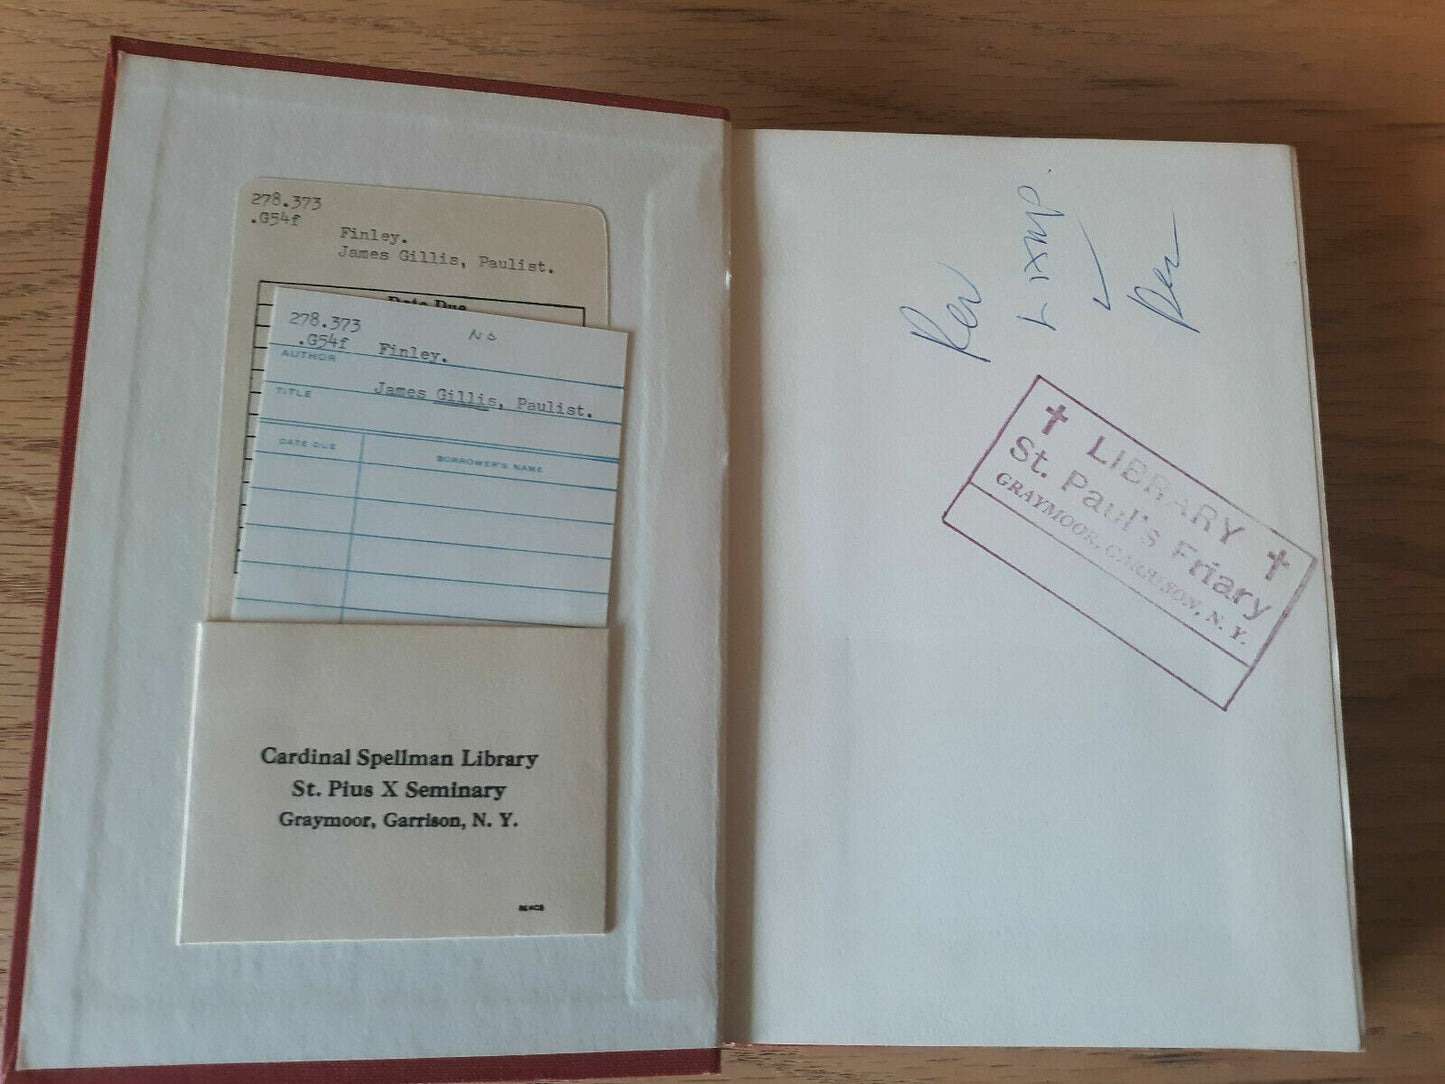 278.373
.G54f
Finley.
James Gillis, Paulist.
Date Due
278.373
.G54f
No
Finley.
AUTHOR
James Gillis, Paulist.
TITLE
DATE DUE
BORROWER'S NAME
Cardinal Spellman Library
St. Pius X Seminary
Graymoor, Garrison, N. Y.
Rev
LIBRARY
St. Paul's Friary
GRAYMOOR, GARRISON, N. Y.